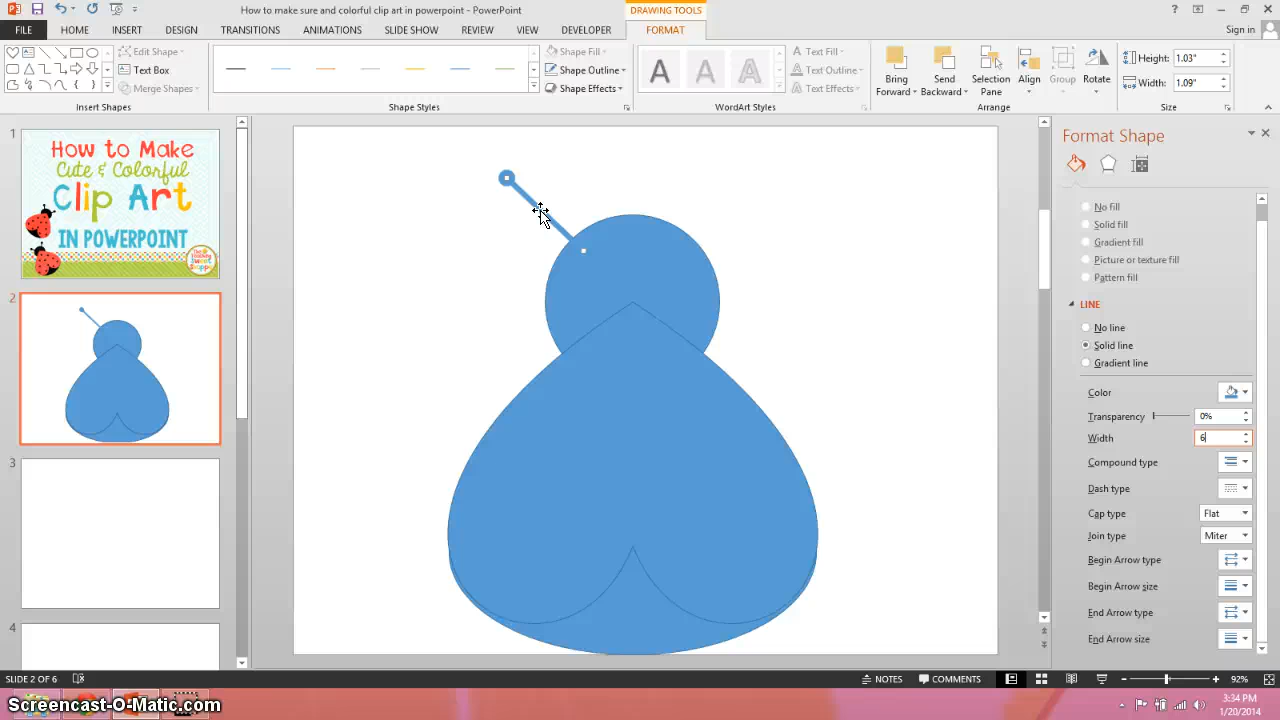 How to make sure and colorful clip art in powerpoint - PowerPoint
DRAWING TOOLS
Sign in
FILE HOME INSERT DESIGN TRANSITIONS ANIMATIONS SLIDE SHOW REVIEW VIEW DEVELOPER FORMAT
Edit Shape
Text Box
Merge Shapes
Insert Shapes
Shape Fill
Shape Outline
Shape Effects
Shape Styles
A A A
Text Fill
Text Outline
Text Effects
WordArt Styles
Bring Forward
Send Backward
Selection Pane
Align
Group
Rotate
Arrange
Height: 1.03"
Width: 1.09"
Size
1
How to Make
Cute & Colorful
Clip Art
IN POWERPOINT
2
3
4
Format Shape
No fill
Solid fill
Gradient fill
Picture or texture fill
Pattern fill
LINE
No line
Solid line
Gradient line
Color
Transparency 0%
Width 6
Compound type
Dash type
Cap type Flat
Join type Miter
Begin Arrow type
Begin Arrow size
End Arrow type
End Arrow size
SLIDE 2 OF 6
NOTES
COMMENTS
92%
Screencast-O-Matic.com
3:34 PM
1/20/2014